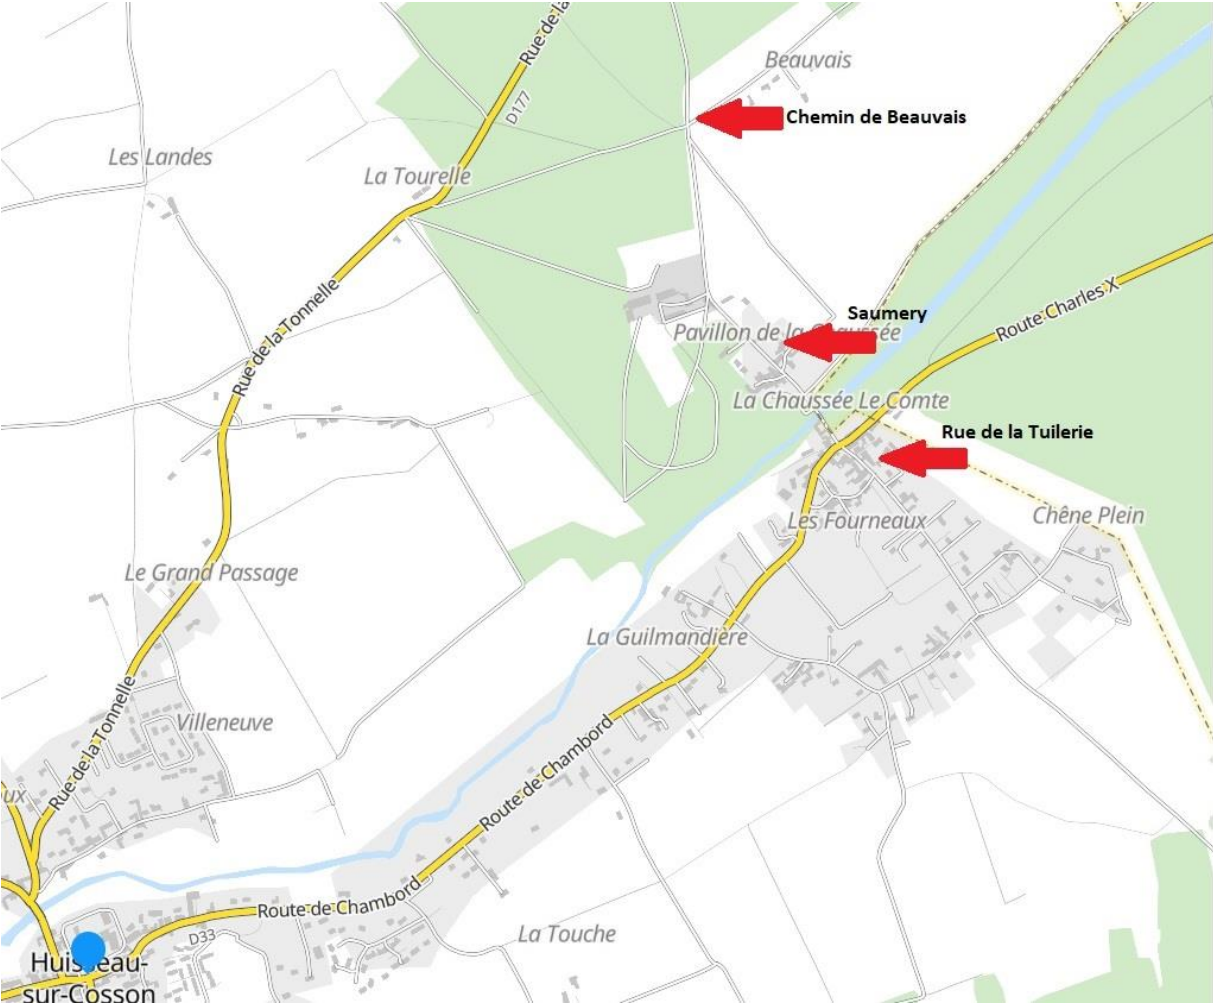 Rue de la
Beauvais
D177
Chemin de Beauvais
Les Landes
La Tourelle
Rue de la Tonnelle
Saumery
Route Charles X
Pavillon de la Chaussée
La Chaussée Le Comte
Rue de la Tuilerie
Les Fourneaux
Chêne Plein
Le Grand Passage
La Guilmandière
Rue de la Tonnelle
Villeneuve
Route de Chambord
ux
Route de Chambord
D33
La Touche
Huisseau-
sur-Cosson